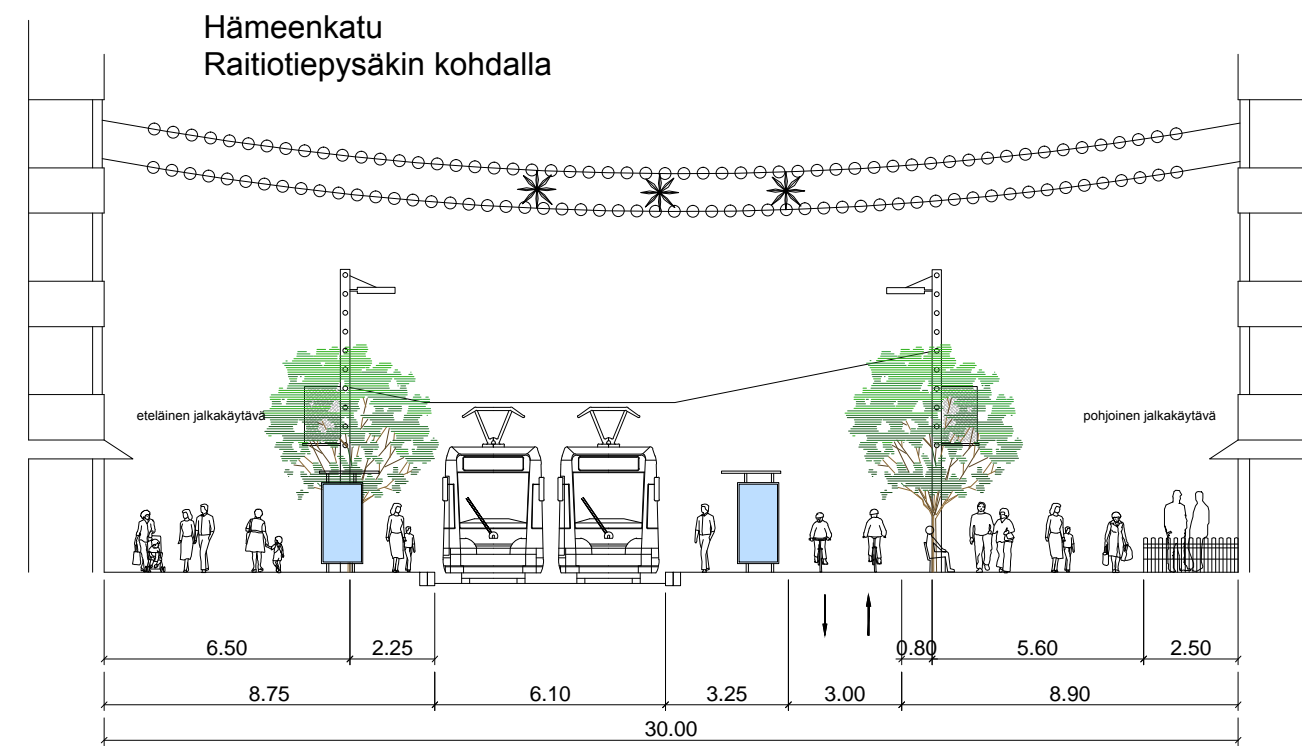 Hämeenkatu
Raitiotiepysäkin kohdalla
eteläinen jalkakäytävä
pohjoinen jalkakäytävä
6.50 2.25 0.80 5.60 2.50
8.75 6.10 3.25 3.00 8.90
30.00